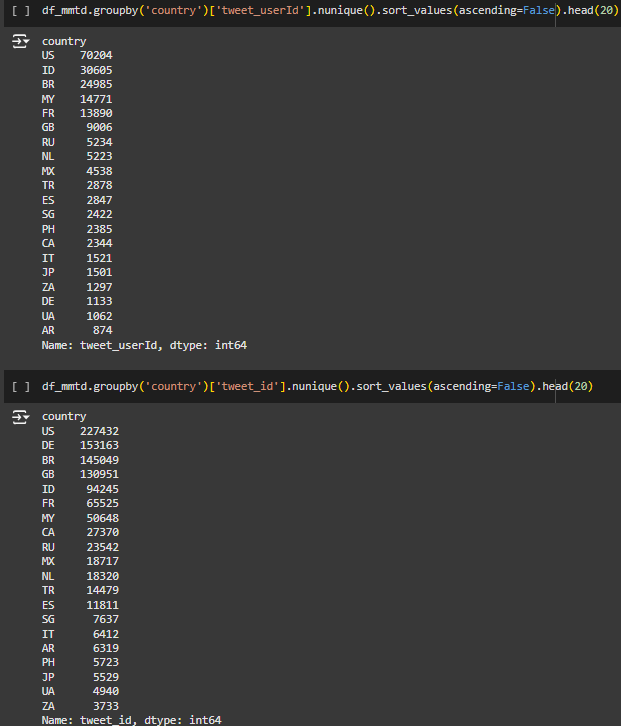 [ ] df_mmtd.groupby('country')['tweet_userId'].nunique().sort_values(ascending=False).head(20)
country
US 70204
ID 30605
BR 24985
MY 14771
FR 13890
GB 9006
RU 5234
NL 5223
MX 4538
TR 2878
ES 2847
SG 2422
PH 2385
CA 2344
IT 1521
JP 1501
ZA 1297
DE 1133
UA 1062
AR 874
Name: tweet_userId, dtype: int64
[ ] df_mmtd.groupby('country')['tweet_id'].nunique().sort_values(ascending=False).head(20)
country
US 227432
DE 153163
BR 145049
GB 130951
ID 94245
FR 65525
MY 50648
CA 27370
RU 23542
MX 18717
NL 18320
TR 14479
ES 11811
SG 7637
IT 6412
AR 6319
PH 5723
JP 5529
UA 4940
ZA 3733
Name: tweet_id, dtype: int64